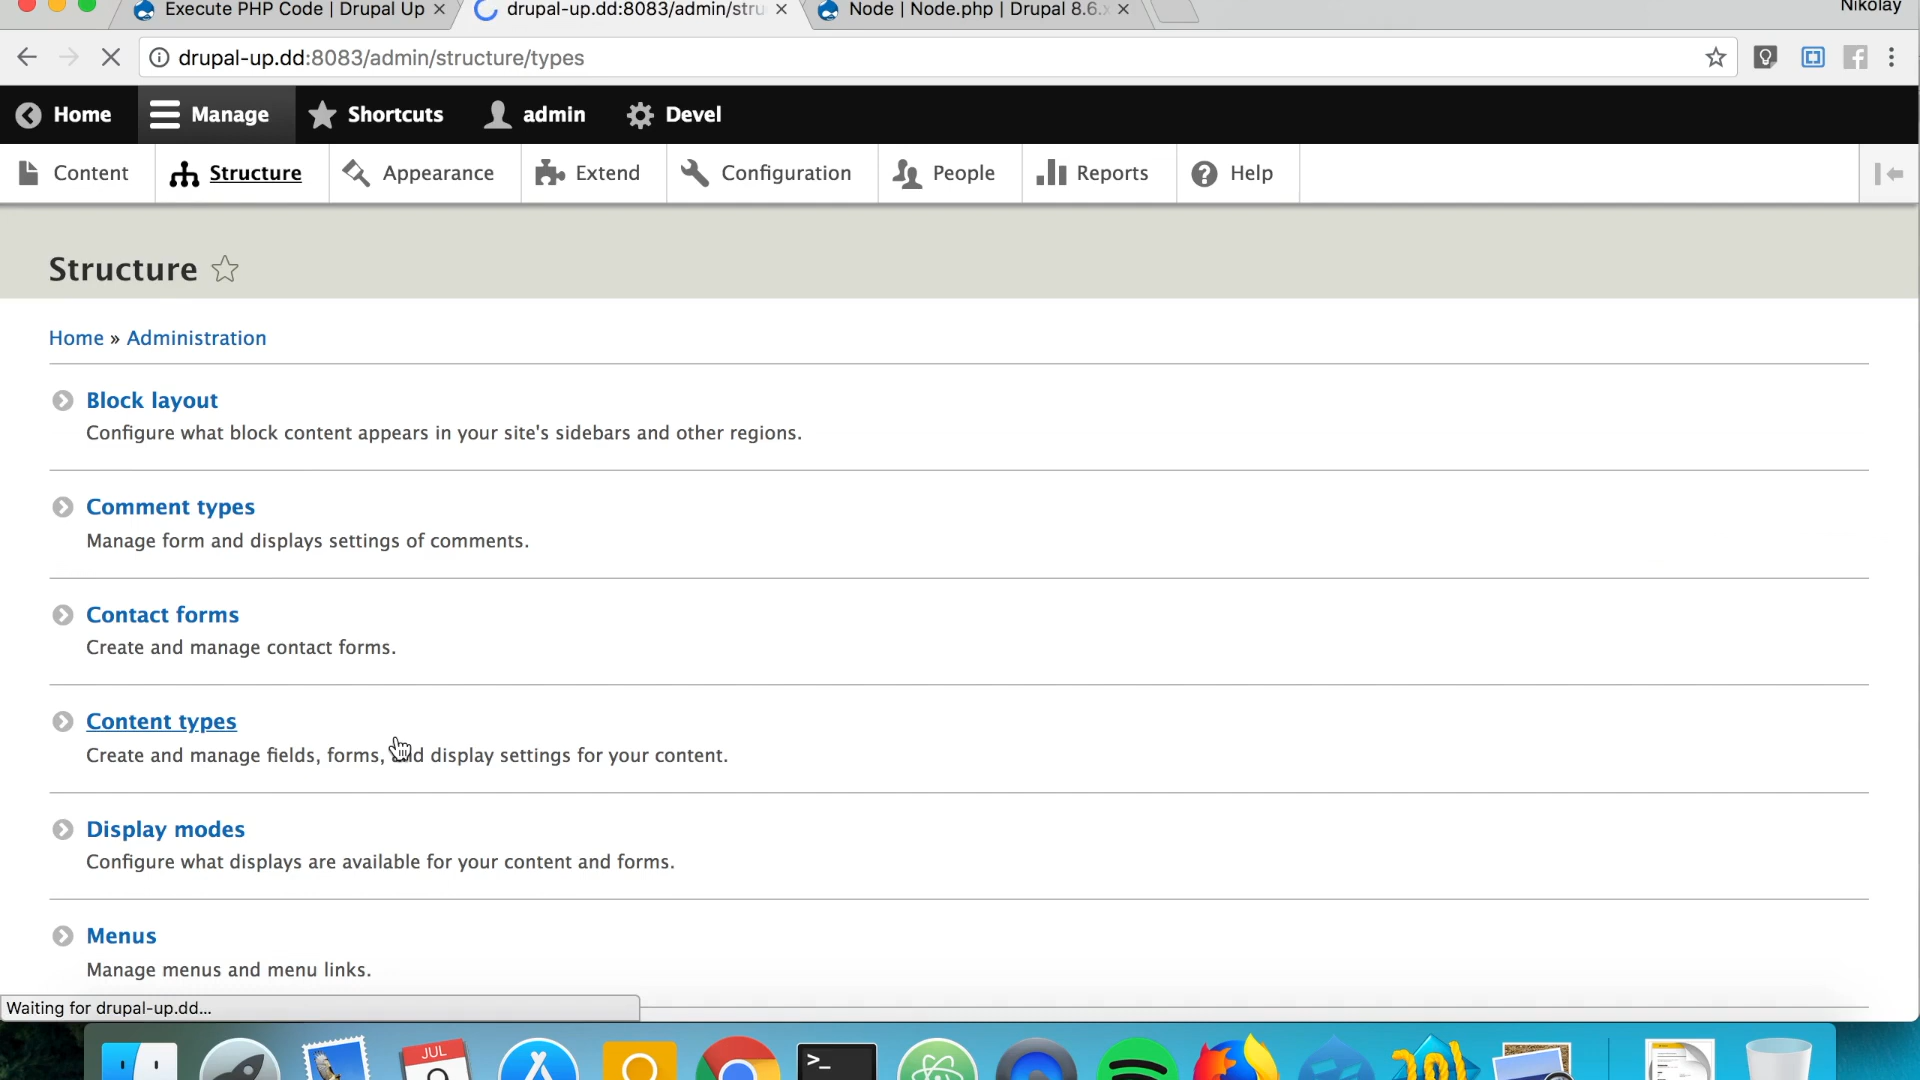 Execute PHP Code | Drupal Up
drupal-up.dd:8083/admin/stru
Node | Node.php | Drupal 8.6.
Nikolay
drupal-up.dd:8083/admin/structure/types
Home
Manage
Shortcuts
admin
Devel
Content
Structure
Appearance
Extend
Configuration
People
Reports
Help
Structure
Home » Administration
Block layout
Configure what block content appears in your site's sidebars and other regions.
Comment types
Manage form and displays settings of comments.
Contact forms
Create and manage contact forms.
Content types
Create and manage fields, forms, and display settings for your content.
Display modes
Configure what displays are available for your content and forms.
Menus
Manage menus and menu links.
Waiting for drupal-up.dd...
JUL